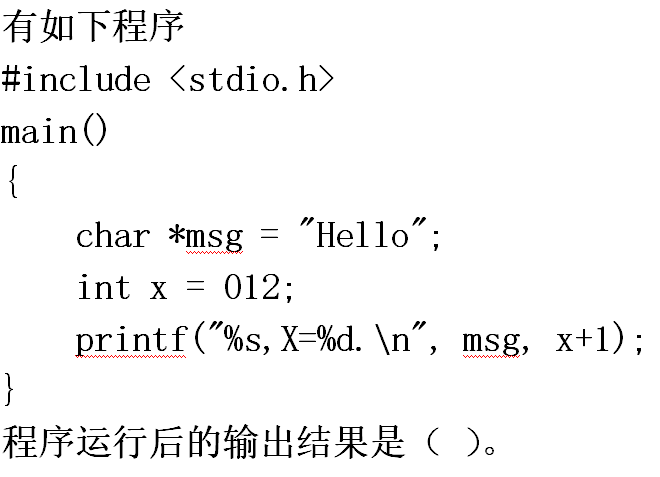 有如下程序
#include <stdio.h>
main()
{
char *msg = "Hello";
int x = 012;
printf("%s,X=%d.\n", msg, x+1);
}
程序运行后的输出结果是（ ）。